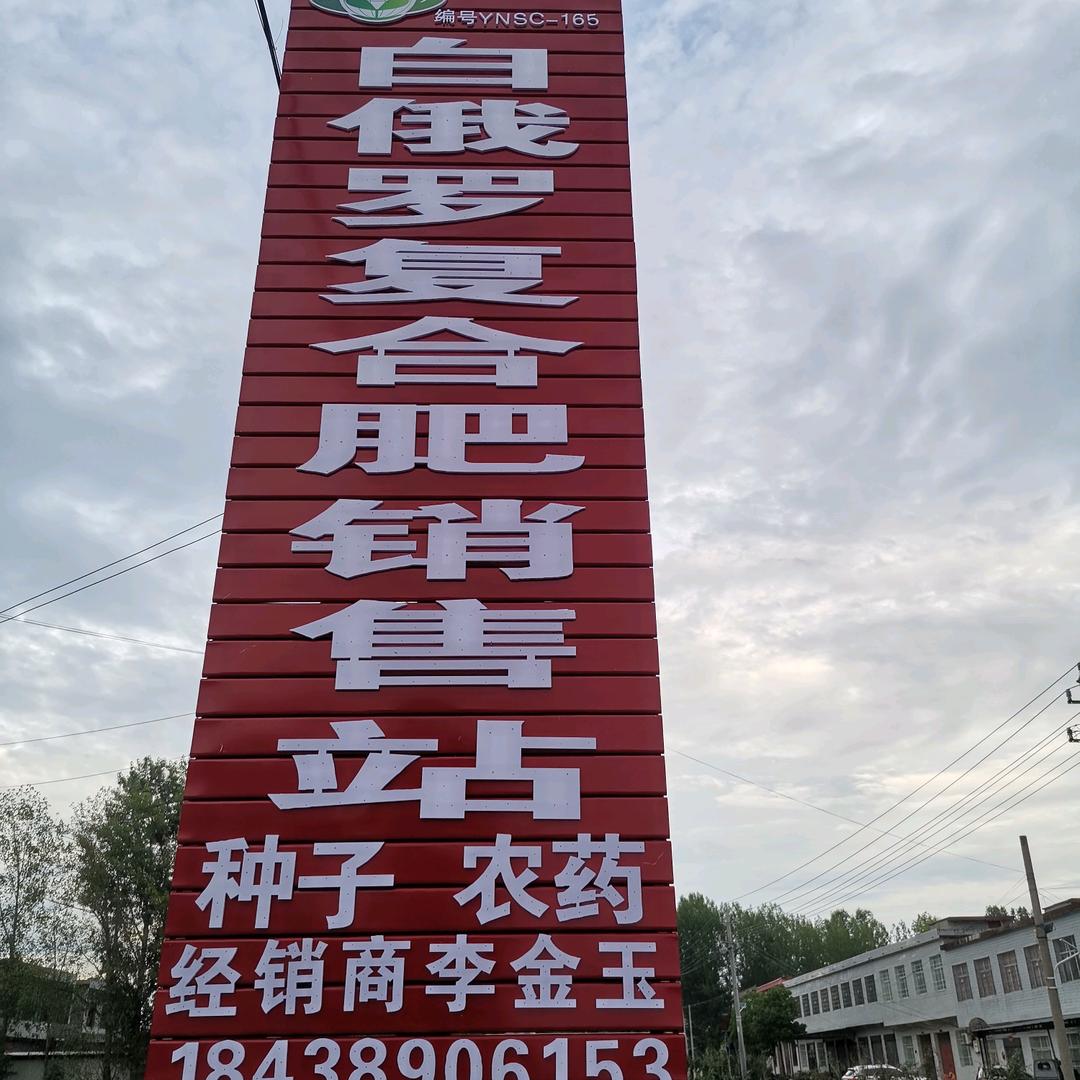 编号YNSC-165
白俄罗复合肥销售站
种子 农药
经销商李金玉
18438906153